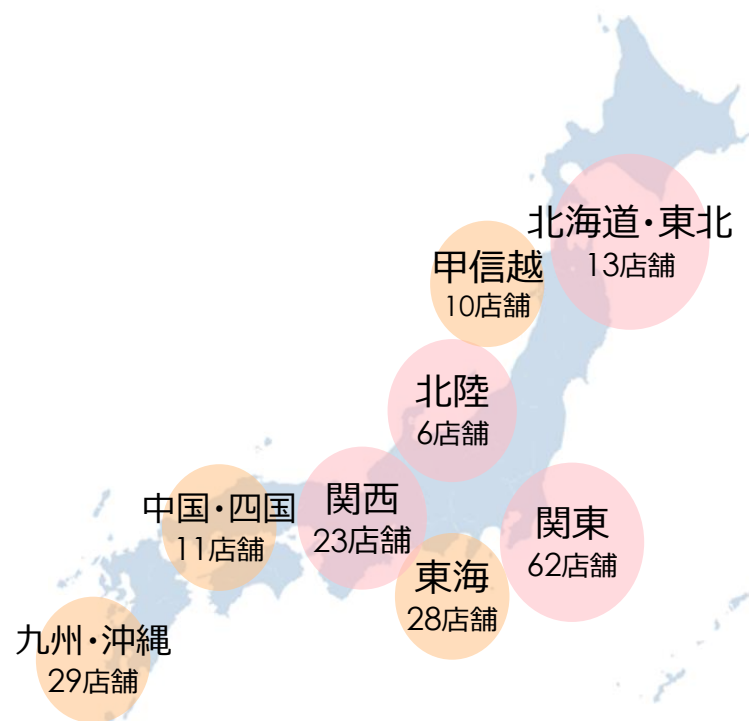 北海道・東北
13店舗
甲信越
10店舗
北陸
6店舗
関西
23店舗
中国・四国
11店舗
関東
62店舗
東海
28店舗
九州・沖縄
29店舗